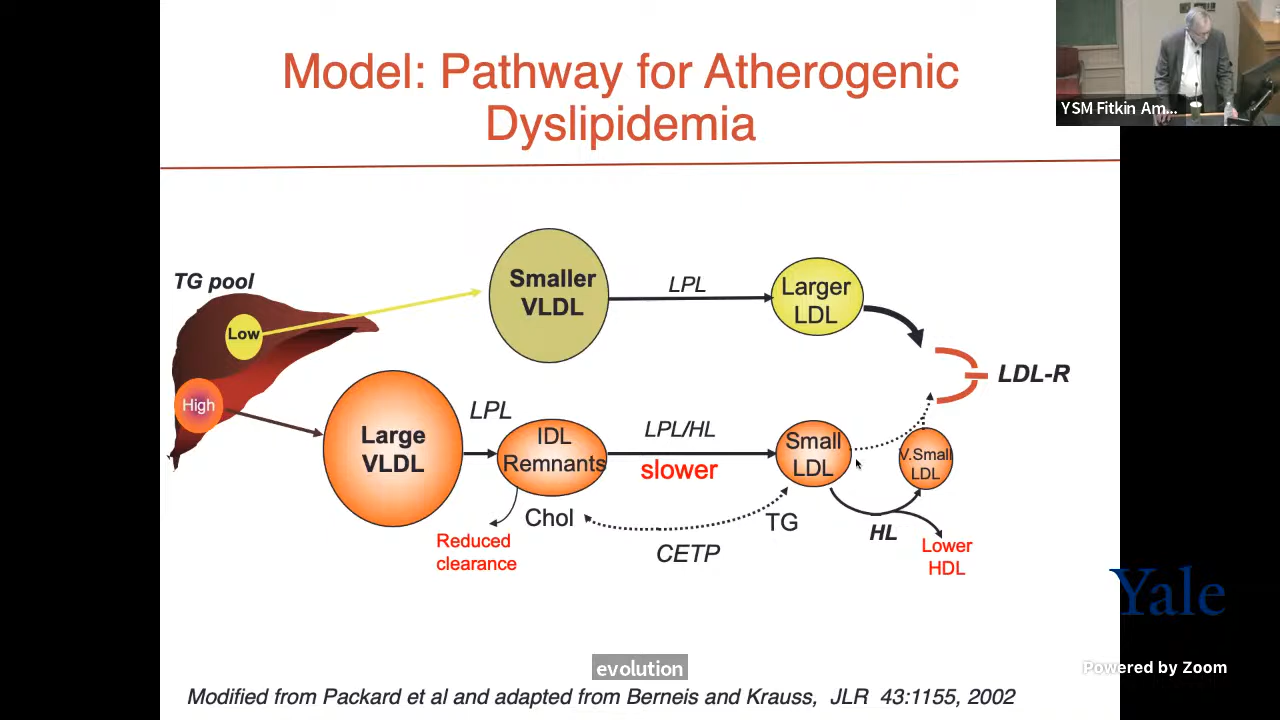 Model: Pathway for Atherogenic
Dyslipidemia
YSM Fitkin Am...
TG pool
Low
High
Smaller
VLDL
LPL
Larger
LDL
LDL-R
Large
VLDL
LPL
IDL
Remnants
LPL/HL
slower
Small
LDL
V.Small
LDL
Chol
TG
CETP
HL
Reduced
clearance
Lower
HDL
Yale
evolution
Powered by Zoom
Modified from Packard et al and adapted from Berneis and Krauss, JLR 43:1155, 2002